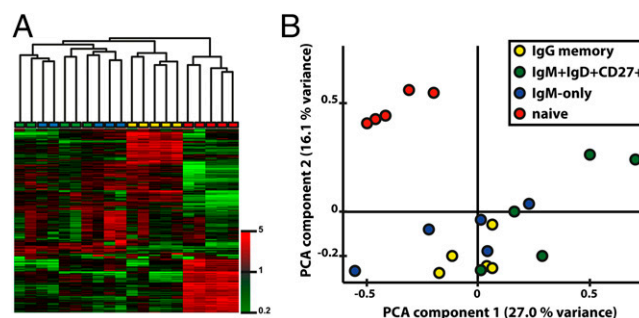 A
5
1
0.2
B
PCA component 2 (16.1 % variance)
0.5
0
-0.2
-0.5
0
0.5
PCA component 1 (27.0 % variance)
IgG memory
IgM+IgD+CD27+
IgM-only
naive